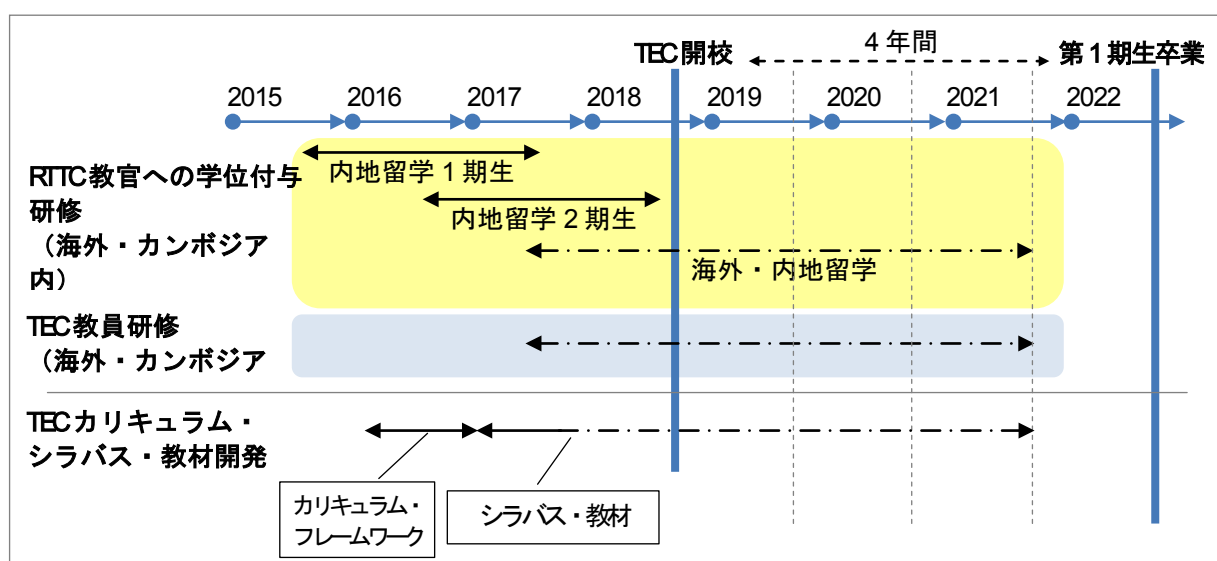 TEC開校
4年間
第1期生卒業
2015
2016
2017
2018
2019
2020
2021
2022
RTTC教官への学位付与
研修
（海外・カンボジア
内）
内地留学1期生
内地留学2期生
海外・内地留学
TEC教員研修
（海外・カンボジア
TECカリキュラム・
シラバス・教材開発
カリキュラム・
フレームワーク
シラバス・教材